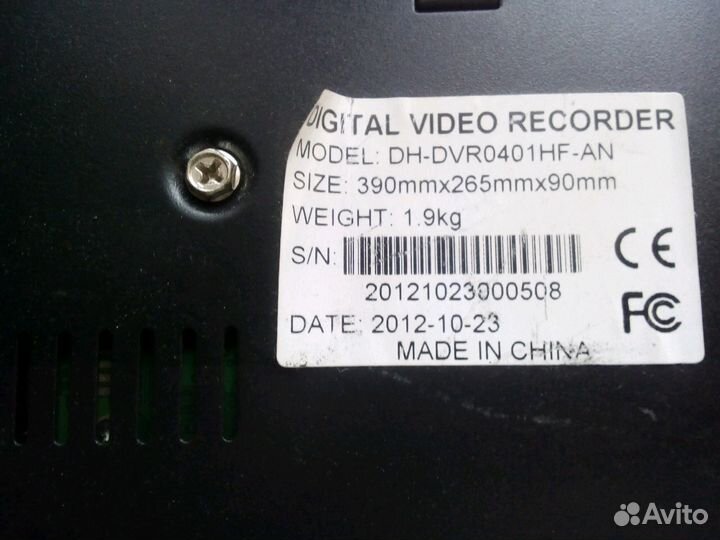 DIGITAL VIDEO RECORDER
MODEL: DH-DVR0401HF-AN
SIZE: 390mmx265mmx90mm
WEIGHT: 1.9kg
S/N:
20121023000508
CE
DATE: 2012-10-23
FC
MADE IN CHINA
Avito